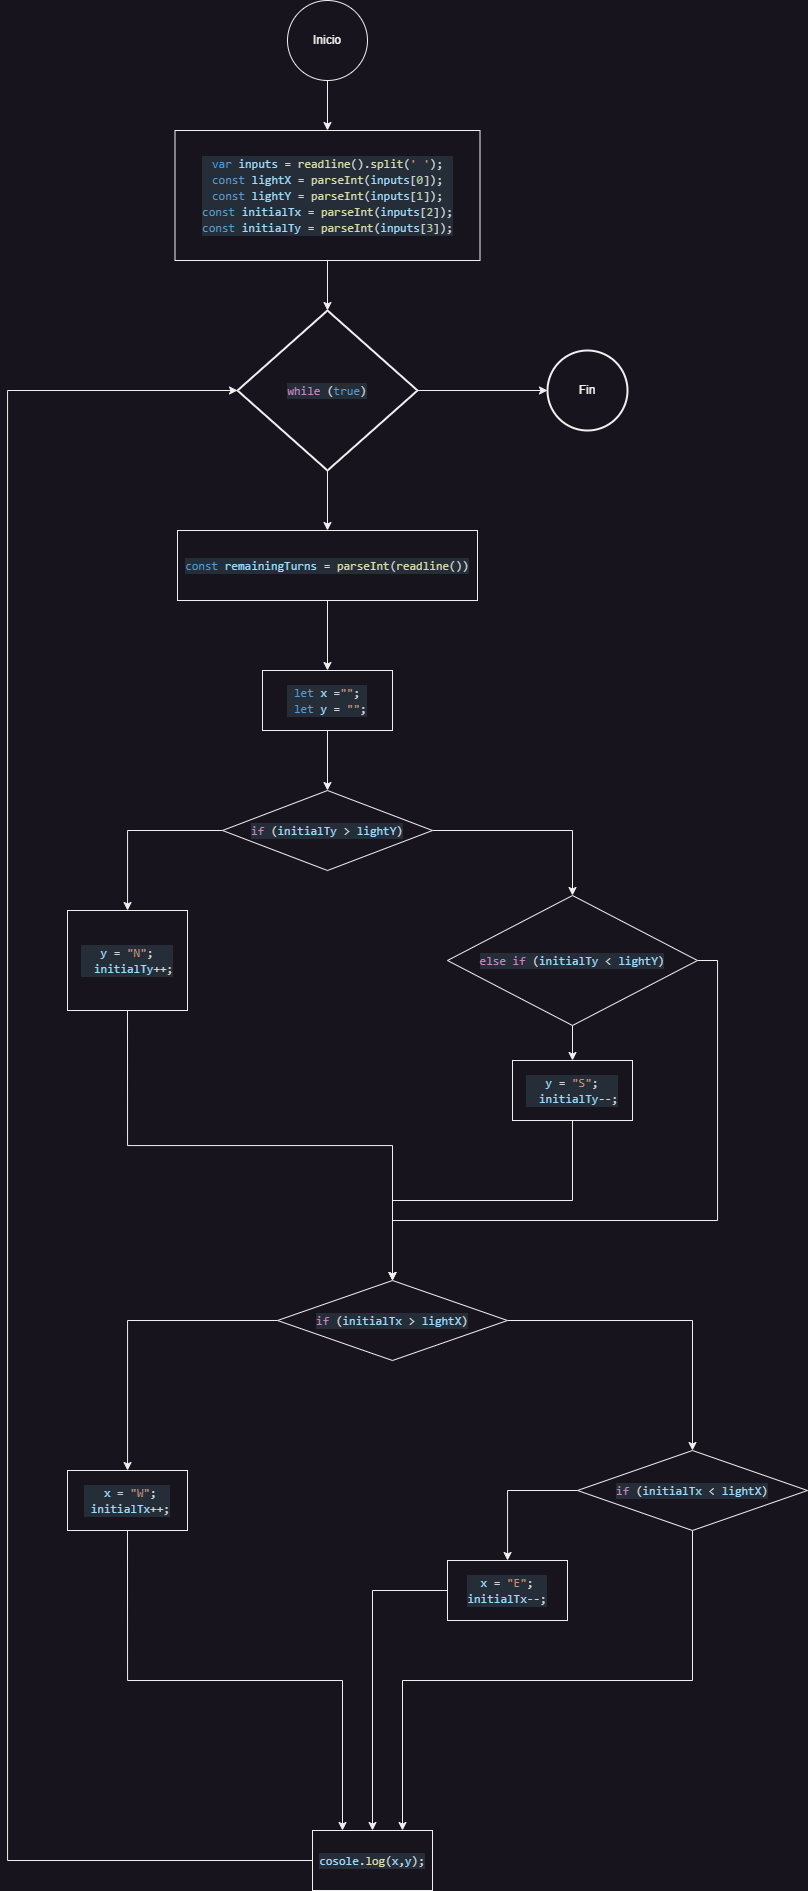 Inicio
var inputs = readline().split(' ');
const lightX = parseInt(inputs[0]);
const lightY = parseInt(inputs[1]);
const initialTx = parseInt(inputs[2]);
const initialTy = parseInt(inputs[3]);
while (true)
Fin
const remainingTurns = parseInt(readline())
let x ="";
let y = "";
if (initialTy > lightY)
y = "N";
initialTy++;
else if (initialTy < lightY)
y = "S";
initialTy--;
if (initialTx > lightX)
x = "W";
initialTx++;
if (initialTx < lightX)
x = "E";
initialTx--;
cosole.log(x,y);